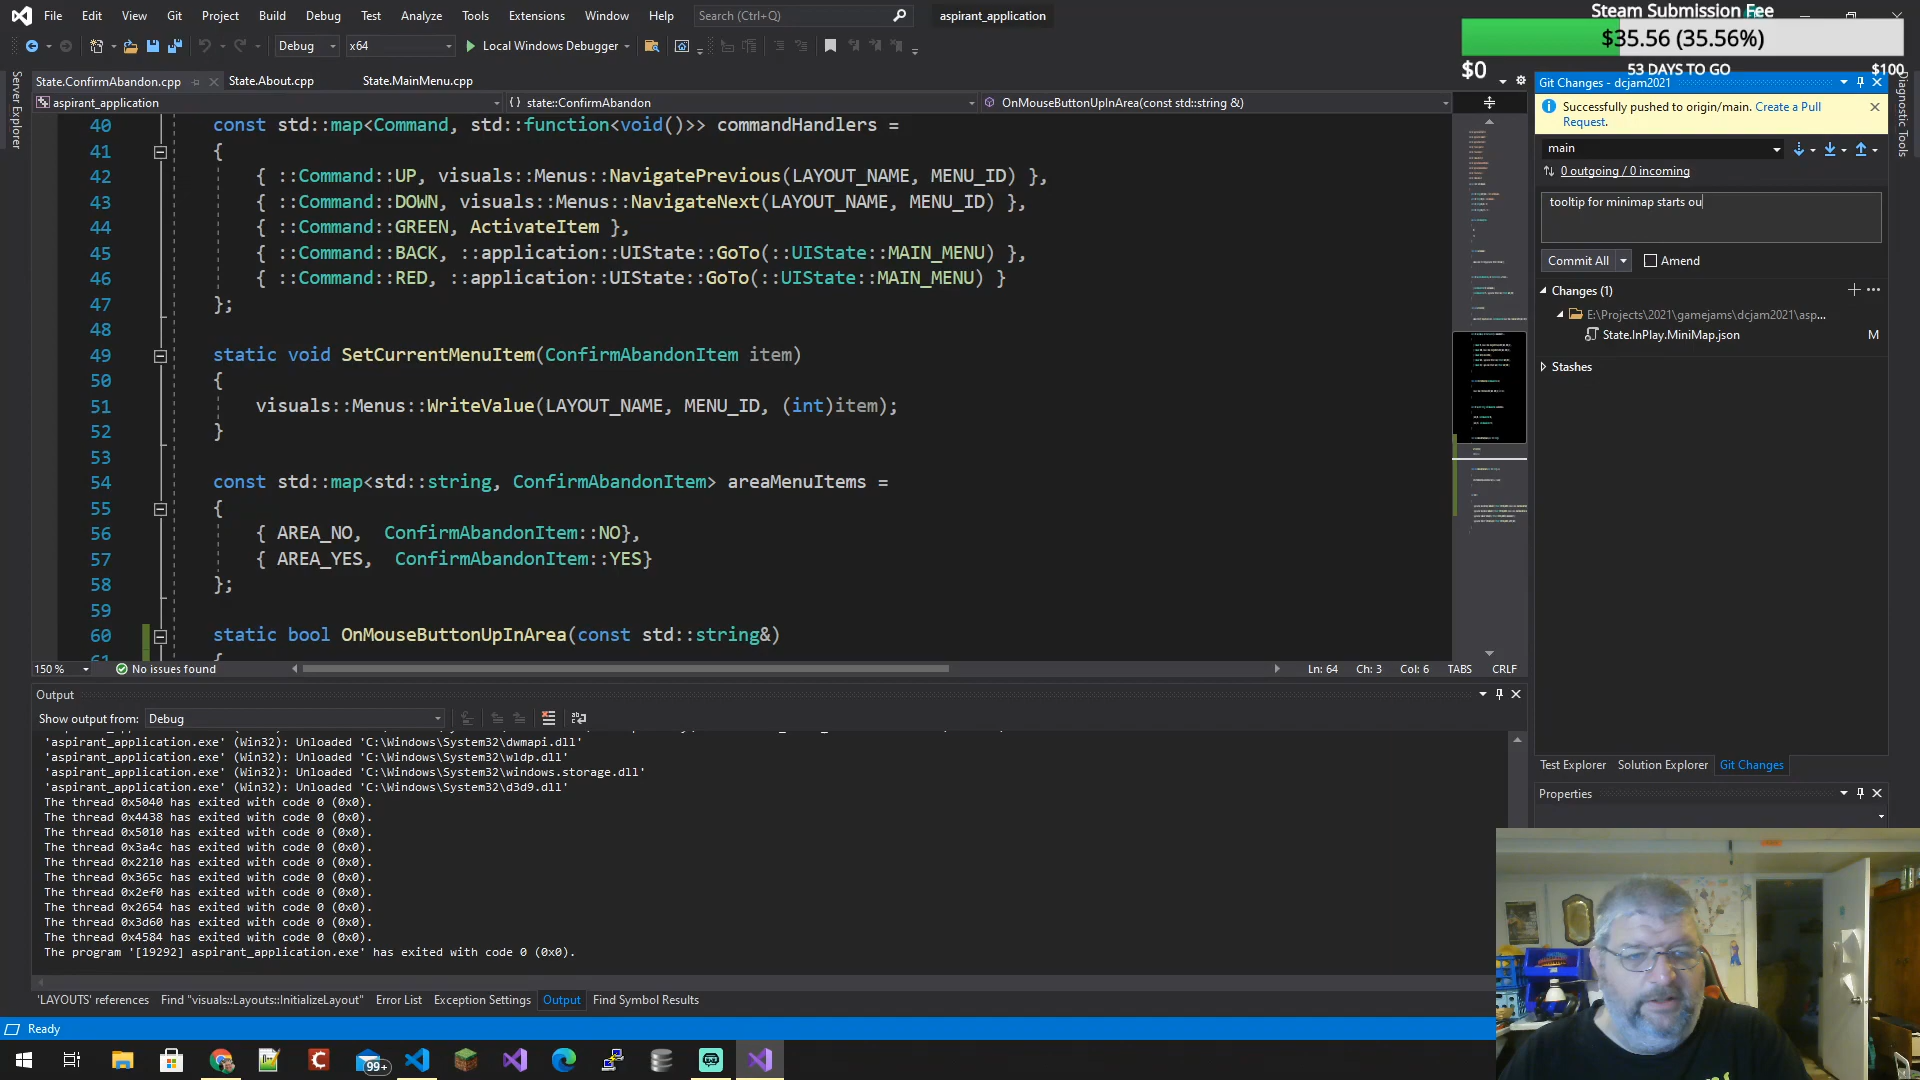 File Edit View Git Project Build Debug Test Analyze Tools Extensions Window Help Search (Ctrl+Q) aspirant_application
Steam Submission Fee
$35.56 (35.56%)
$0 53 DAYS TO GO $100
Debug x64 Local Windows Debugger
Server Explorer
State.ConfirmAbandon.cpp State.About.cpp State.MainMenu.cpp
aspirant_application state::ConfirmAbandon OnMouseButtonUpInArea(const std::string &)
40 const std::map<Command, std::function<void()>> commandHandlers =
41 {
42 { ::Command::UP, visuals::Menus::NavigatePrevious(LAYOUT_NAME, MENU_ID) },
43 { ::Command::DOWN, visuals::Menus::NavigateNext(LAYOUT_NAME, MENU_ID) },
44 { ::Command::GREEN, ActivateItem },
45 { ::Command::BACK, ::application::UIState::GoTo(::UIState::MAIN_MENU) },
46 { ::Command::RED, ::application::UIState::GoTo(::UIState::MAIN_MENU) }
47 };
48
49 static void SetCurrentMenuItem(ConfirmAbandonItem item)
50 {
51 visuals::Menus::WriteValue(LAYOUT_NAME, MENU_ID, (int)item);
52 }
53
54 const std::map<std::string, ConfirmAbandonItem> areaMenuItems =
55 {
56 { AREA_NO, ConfirmAbandonItem::NO},
57 { AREA_YES, ConfirmAbandonItem::YES}
58 };
59
60 static bool OnMouseButtonUpInArea(const std::string&)
61 {
150 % No issues found Ln: 64 Ch: 3 Col: 6 TABS CRLF
Output
Show output from: Debug
'aspirant_application.exe' (Win32): Unloaded 'C:\Windows\System32\dwmapi.dll'
'aspirant_application.exe' (Win32): Unloaded 'C:\Windows\System32\wldp.dll'
'aspirant_application.exe' (Win32): Unloaded 'C:\Windows\System32\windows.storage.dll'
'aspirant_application.exe' (Win32): Unloaded 'C:\Windows\System32\d3d9.dll'
The thread 0x5040 has exited with code 0 (0x0).
The thread 0x4438 has exited with code 0 (0x0).
The thread 0x5010 has exited with code 0 (0x0).
The thread 0x3a4c has exited with code 0 (0x0).
The thread 0x2210 has exited with code 0 (0x0).
The thread 0x365c has exited with code 0 (0x0).
The thread 0x2ef0 has exited with code 0 (0x0).
The thread 0x2654 has exited with code 0 (0x0).
The thread 0x3d60 has exited with code 0 (0x0).
The thread 0x4584 has exited with code 0 (0x0).
The program '[19292] aspirant_application.exe' has exited with code 0 (0x0).
'LAYOUTS' references Find "visuals::Layouts::InitializeLayout" Error List Exception Settings Output Find Symbol Results
Ready
Git Changes - dcjam2021
Successfully pushed to origin/main. Create a Pull
Request.
main
0 outgoing / 0 incoming
tooltip for minimap starts ou
Commit All Amend
Changes (1)
E:\Projects\2021\gamejams\dcjam2021\asp...
State.InPlay.MiniMap.json M
Stashes
Test Explorer Solution Explorer Git Changes
Properties
Diagnostic Tools
99+